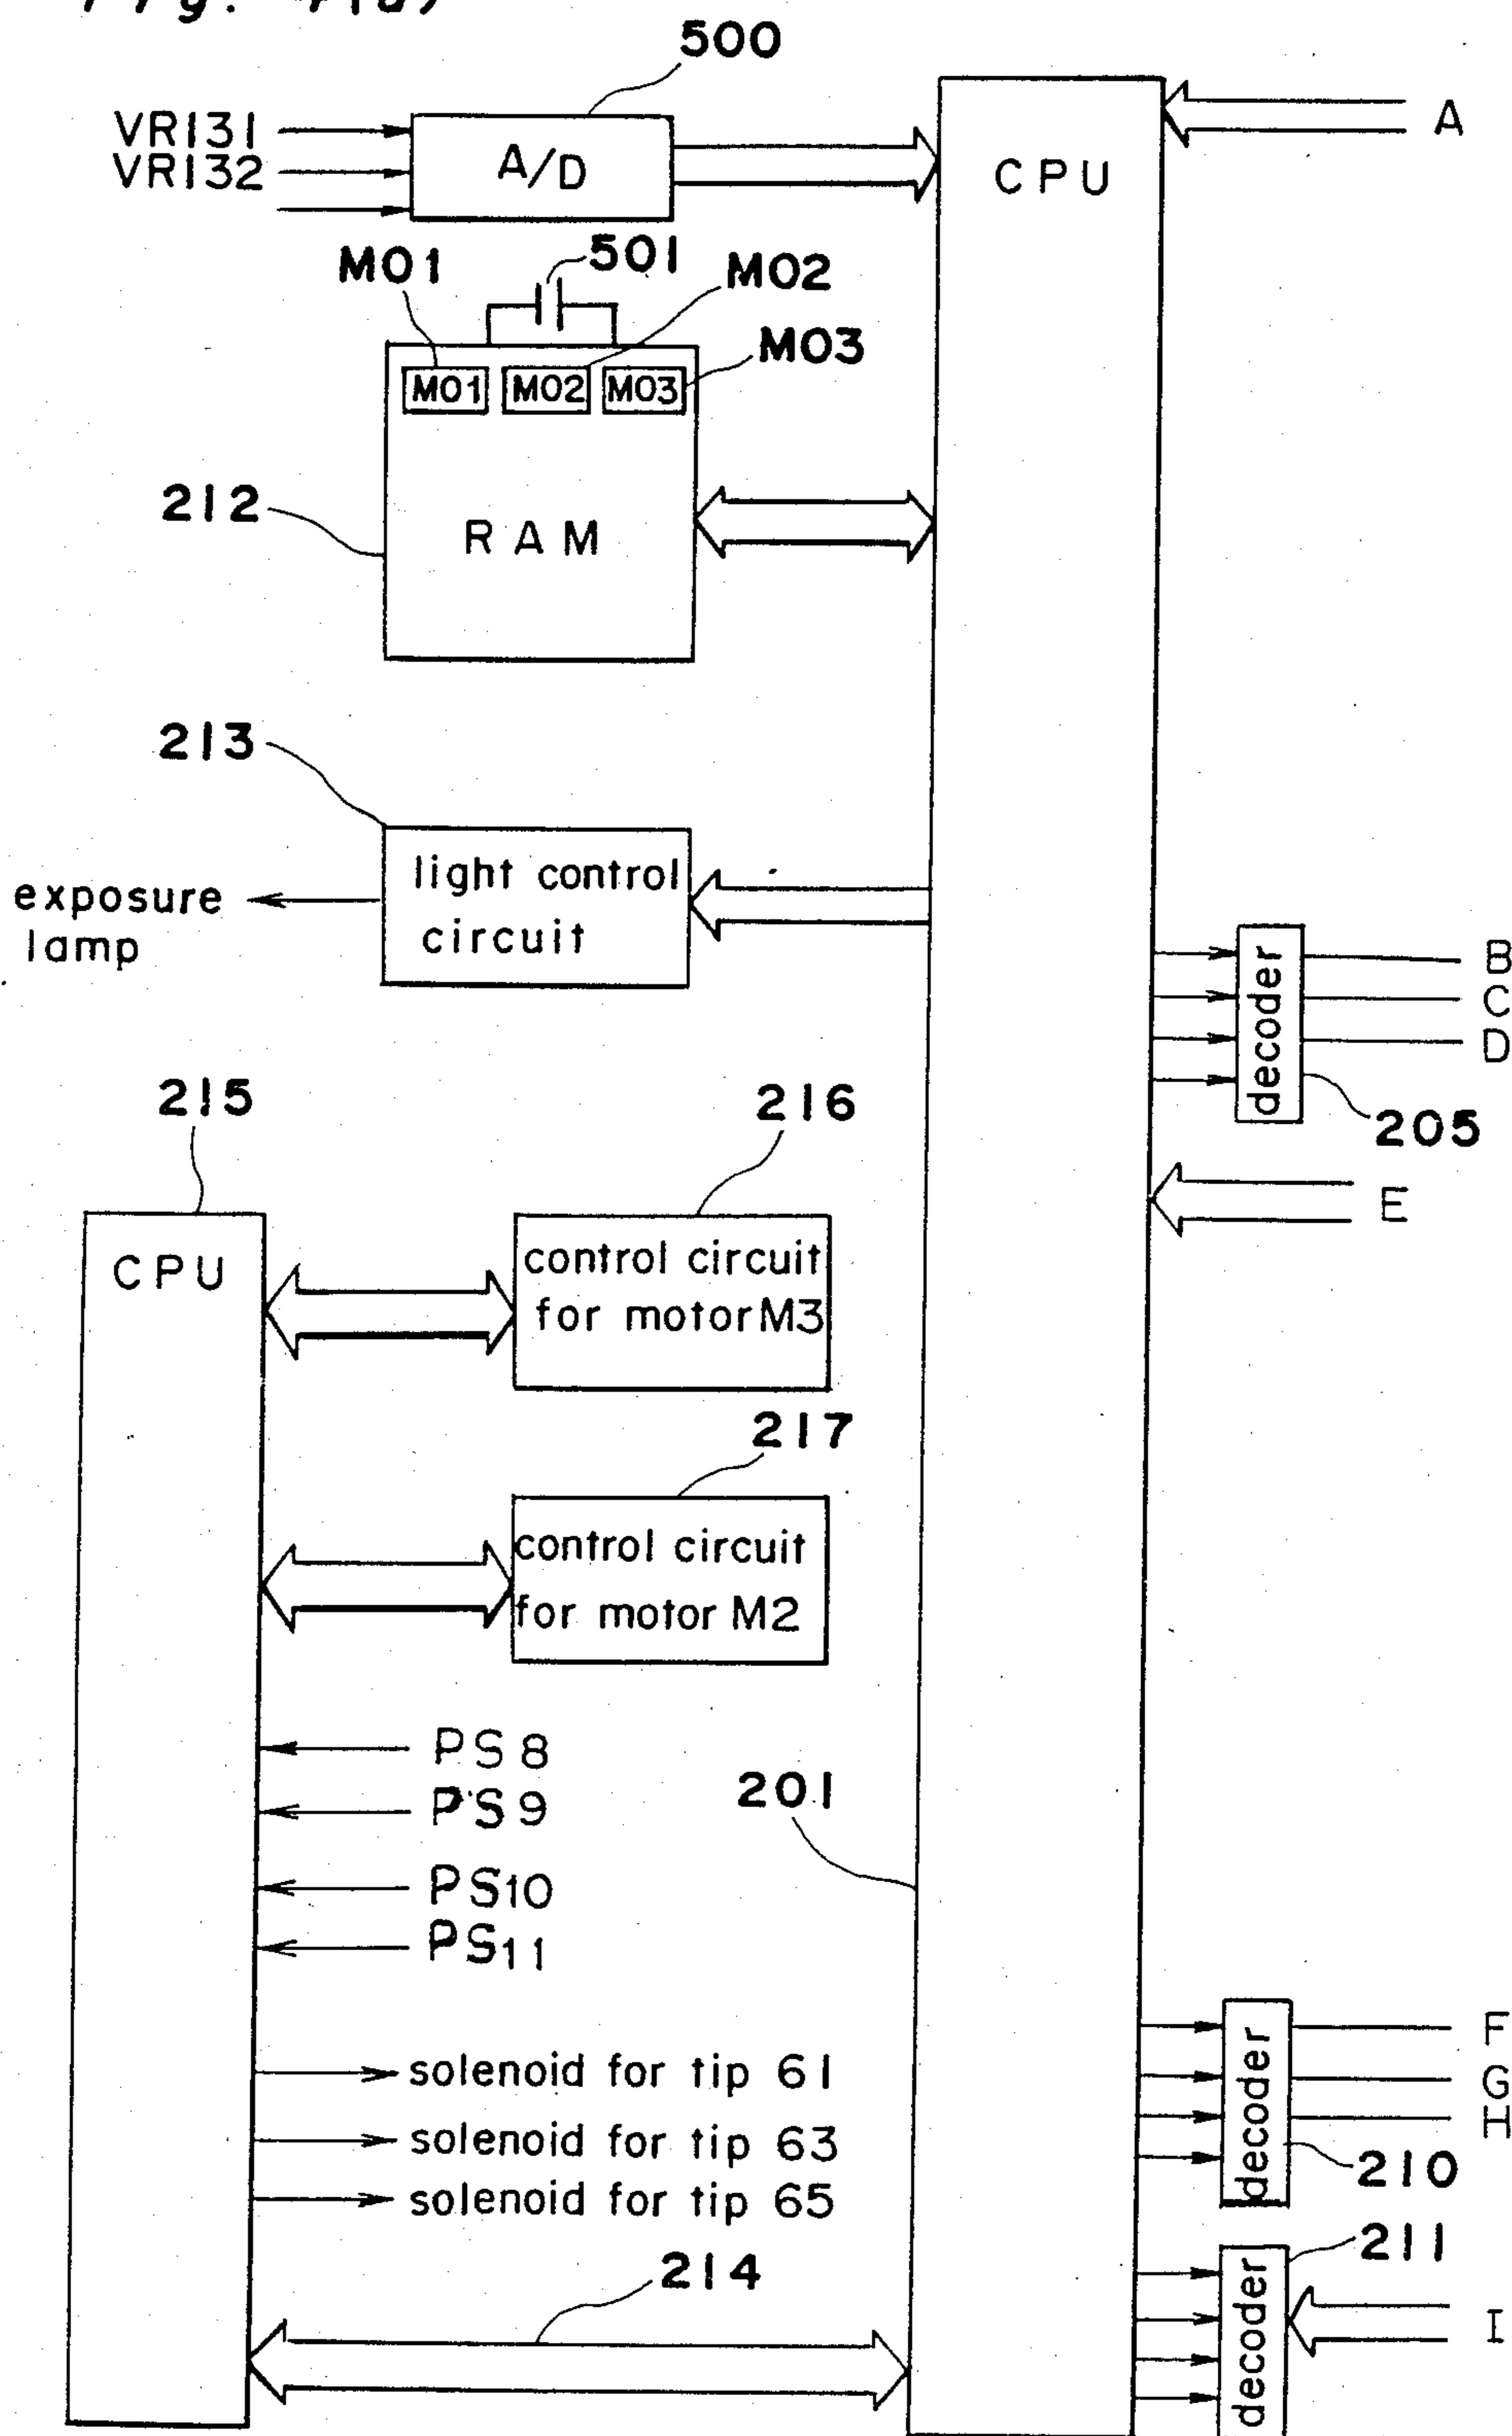 500
VR131
VR132
A/D
CPU
A
M01
501
M02
M03
M01 M02 M03
212
RAM
213
light control
circuit
exposure
lamp
decoder
B
C
D
205
215
216
E
CPU
control circuit
for motor M3
217
control circuit
for motor M2
PS8
PS9
PS10
PS11
201
solenoid for tip 61
solenoid for tip 63
solenoid for tip 65
decoder
F
G
H
210
214
211
decoder
I